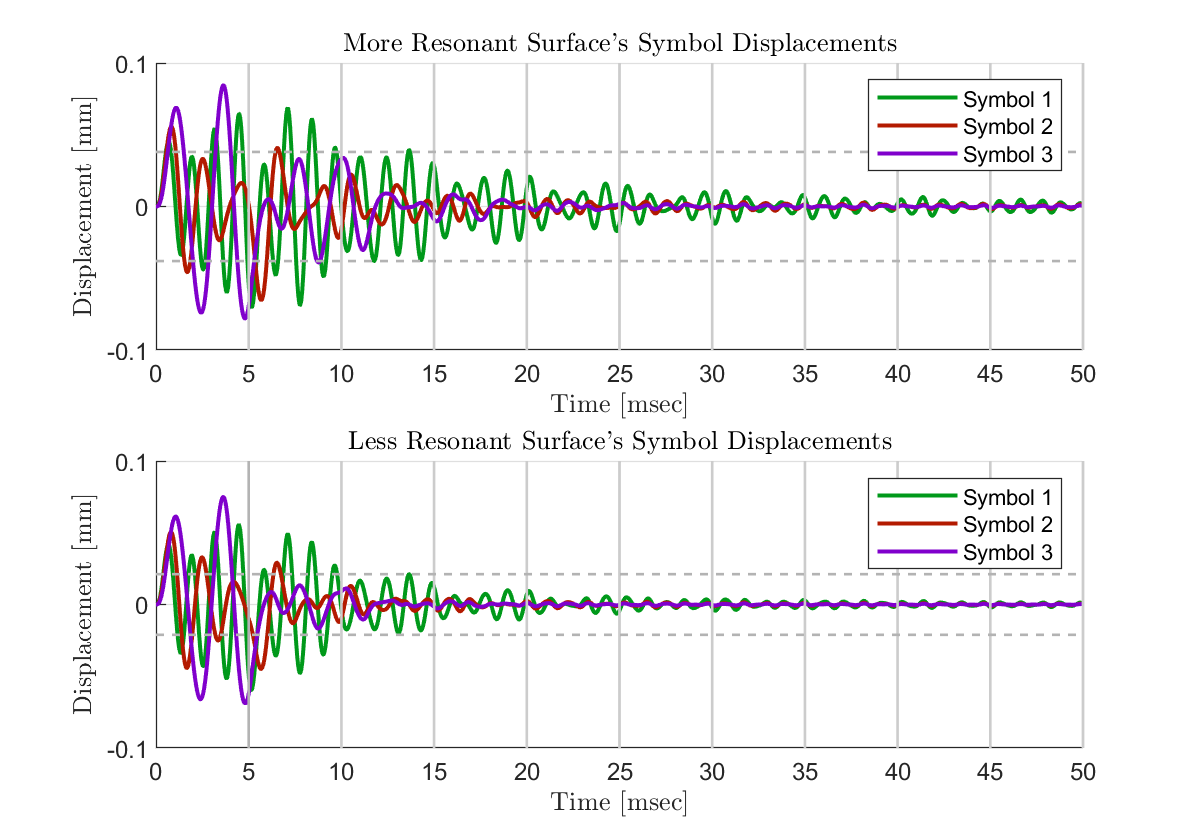 More Resonant Surface's Symbol Displacements
0.1
0
-0.1
Displacement [mm]
Symbol 1
Symbol 2
Symbol 3
0 5 10 15 20 25 30 35 40 45 50
Time [msec]
Less Resonant Surface's Symbol Displacements
0.1
0
-0.1
Displacement [mm]
Symbol 1
Symbol 2
Symbol 3
0 5 10 15 20 25 30 35 40 45 50
Time [msec]